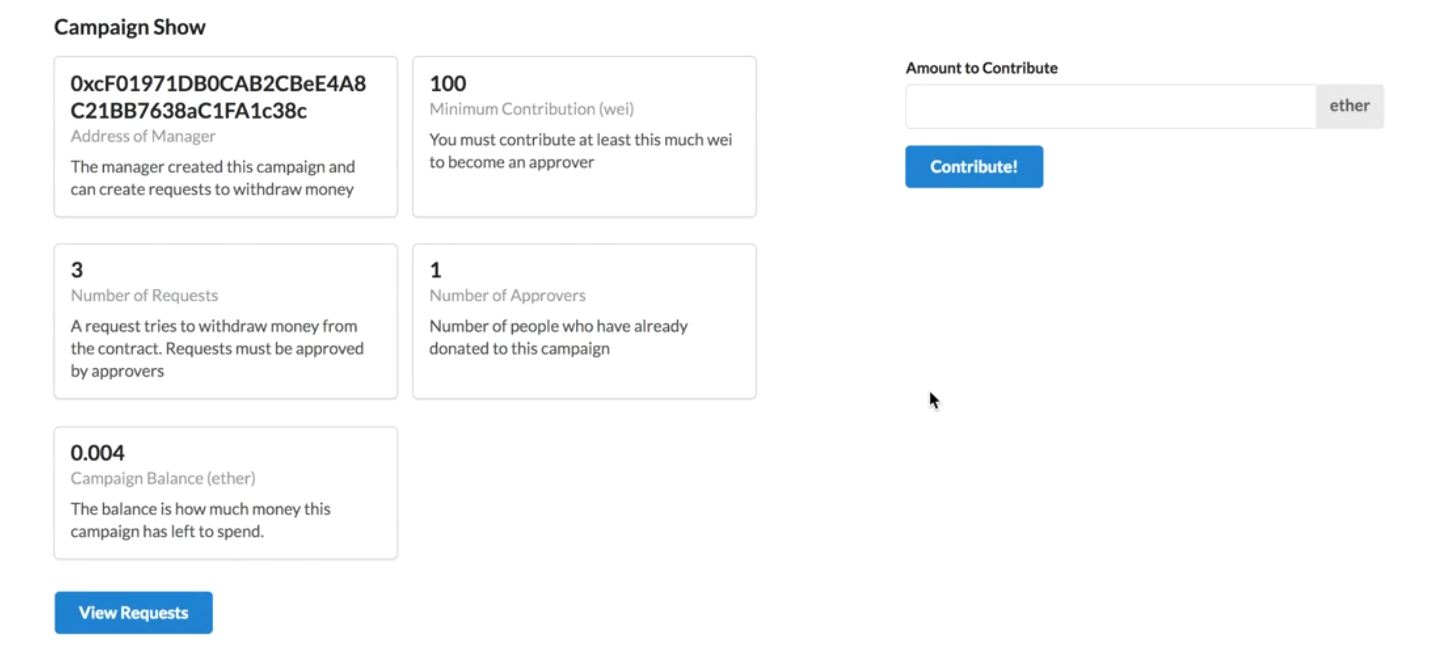 Campaign Show
0xcF01971DB0CAB2CBeE4A8
C21BB7638aC1FA1c38c
Address of Manager
The manager created this campaign and
can create requests to withdraw money
100
Minimum Contribution (wei)
You must contribute at least this much wei
to become an approver
3
Number of Requests
A request tries to withdraw money from
the contract. Requests must be approved
by approvers
1
Number of Approvers
Number of people who have already
donated to this campaign
0.004
Campaign Balance (ether)
The balance is how much money this
campaign has left to spend.
View Requests
Amount to Contribute
ether
Contribute!